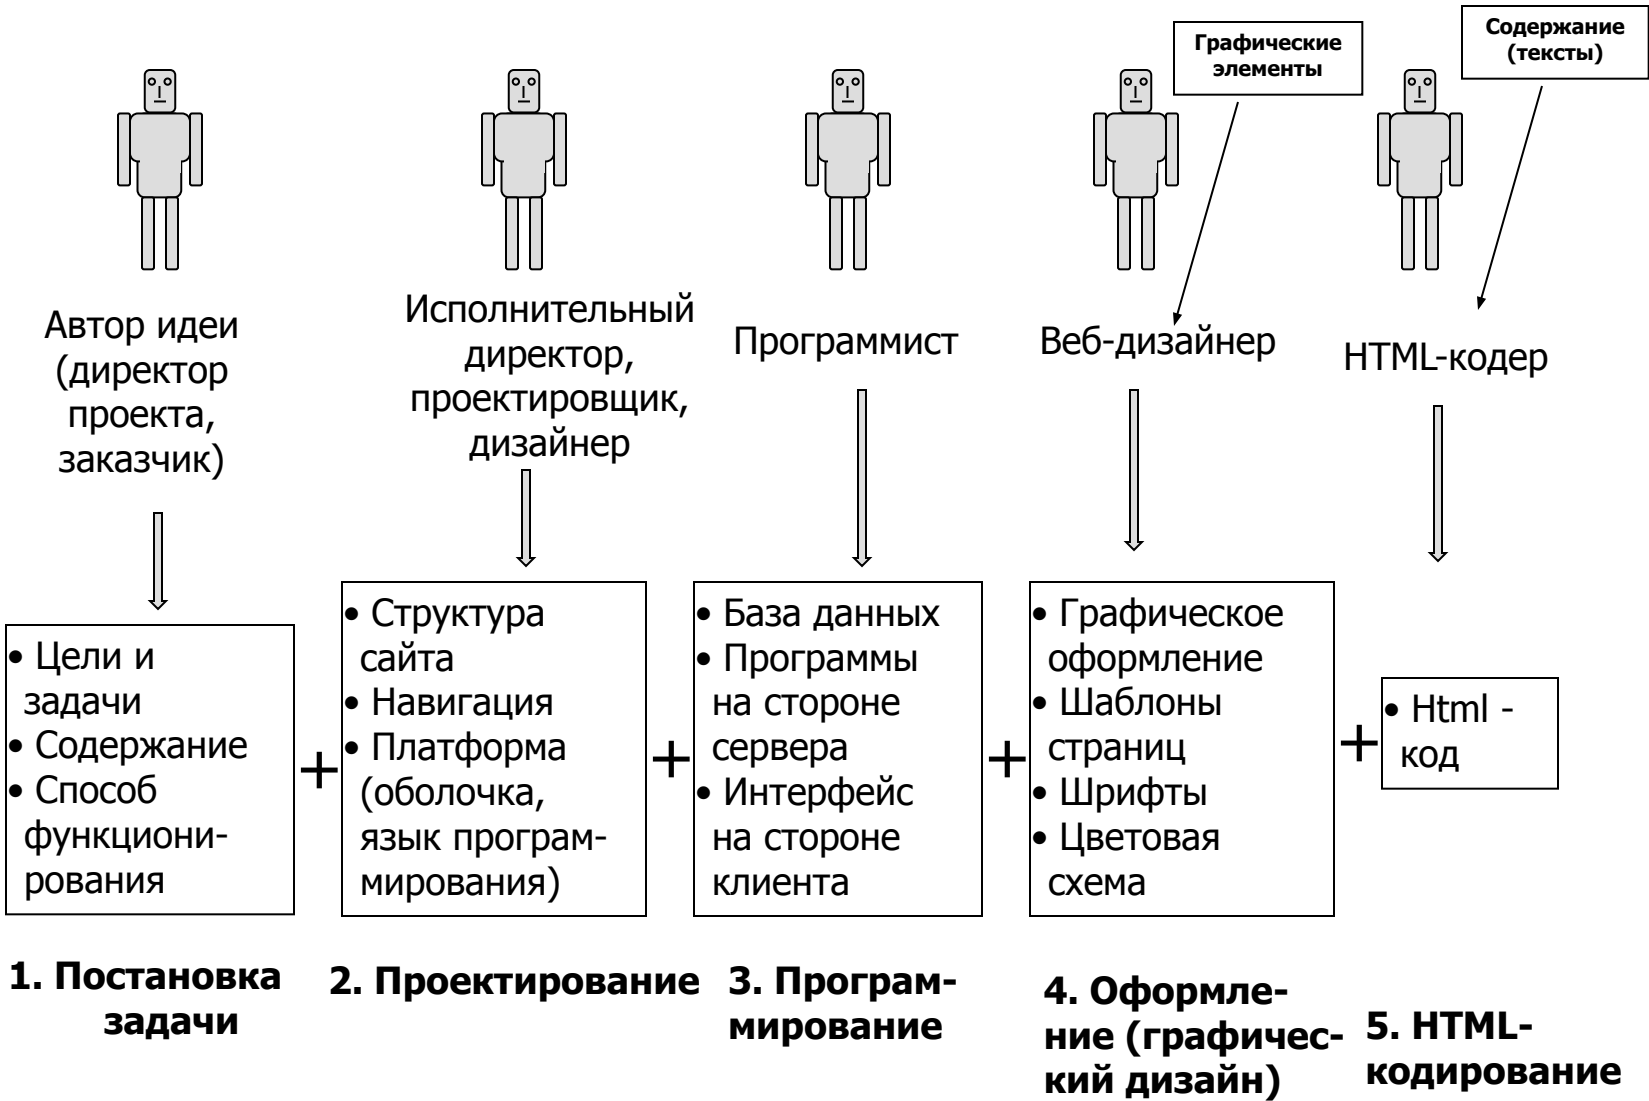 Графические
элементы
Содержание
(тексты)
Автор идеи
(директор
проекта,
заказчик)
Исполнительный
директор,
проектировщик,
дизайнер
Программист
Веб-дизайнер
HTML-кодер
• Цели и
задачи
• Содержание
• Способ
функциони-
рования
+
• Структура
сайта
• Навигация
• Платформа
(оболочка,
язык програм-
мирования)
+
• База данных
• Программы
на стороне
сервера
• Интерфейс
на стороне
клиента
+
• Графическое
оформление
• Шаблоны
страниц
• Шрифты
• Цветовая
схема
+
• Html -
код
1. Постановка
задачи
2. Проектирование
3. Програм-
мирование
4. Оформле-
ние (графичес-
кий дизайн)
5. HTML-
кодирование